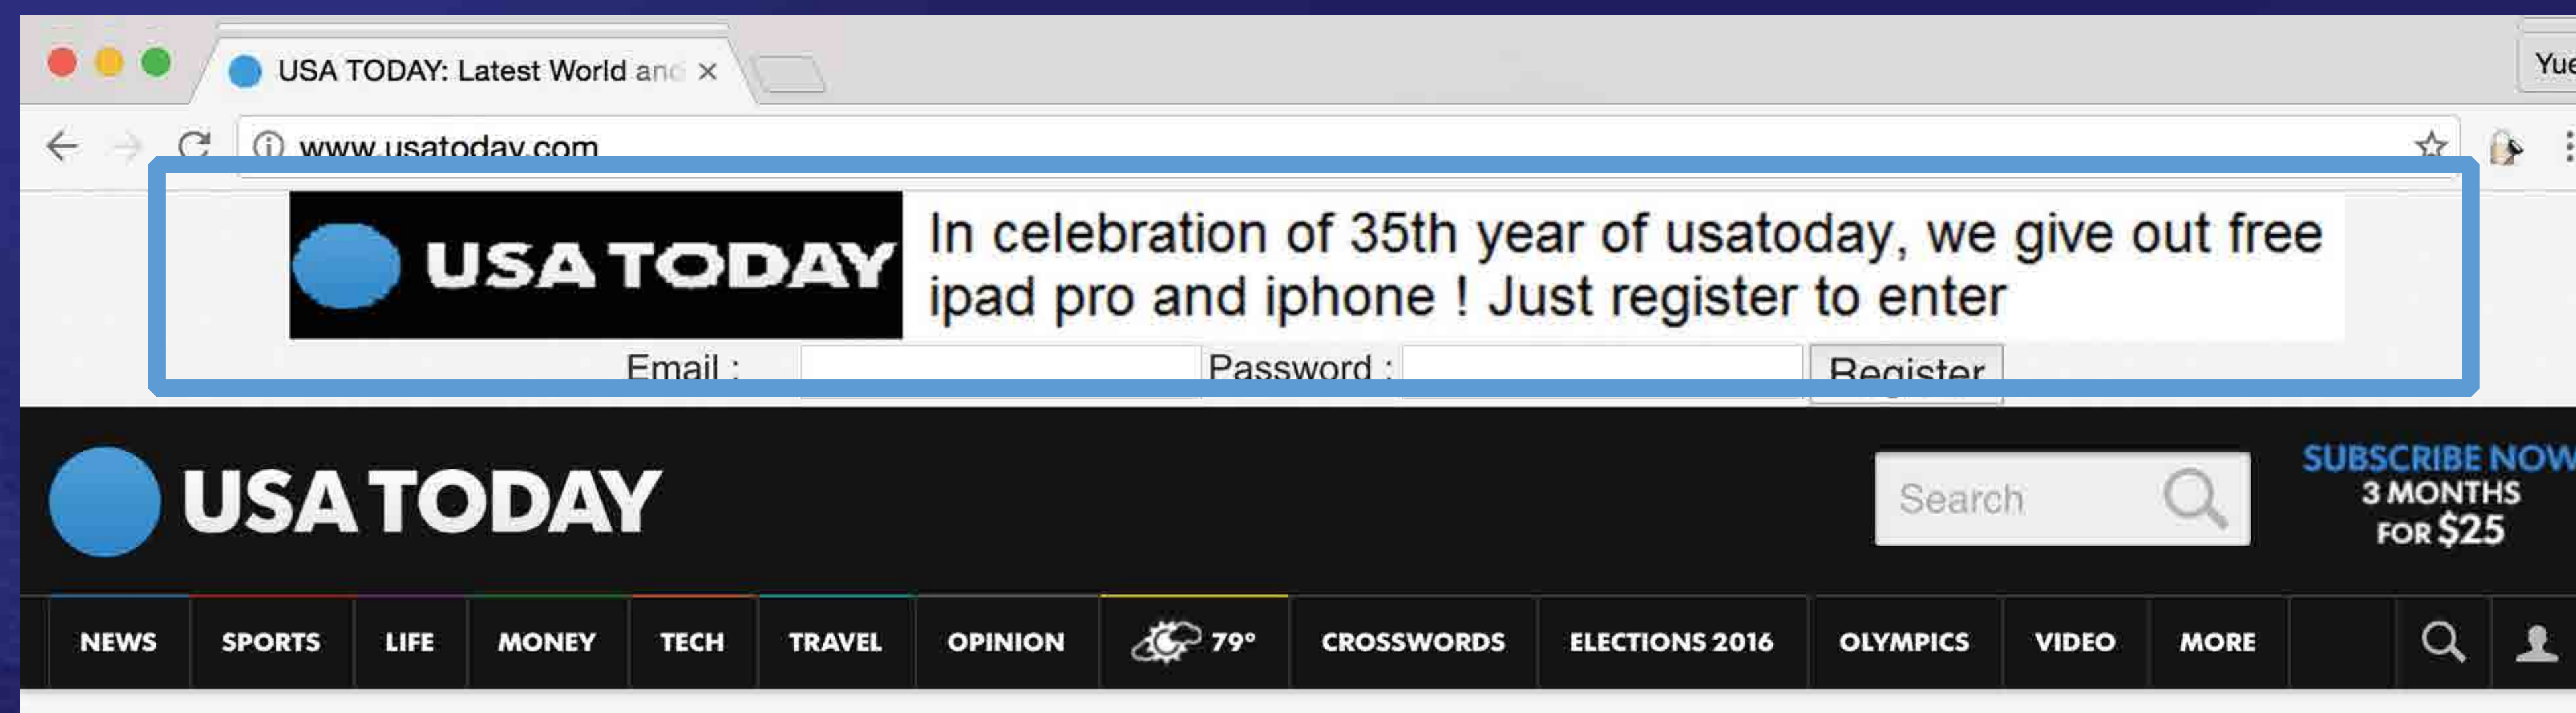 USA TODAY: Latest World and
Yue
www.usatoday.com
USA TODAY
In celebration of 35th year of usatoday, we give out free
ipad pro and iphone ! Just register to enter
Email :
Password :
Register
USA TODAY
Search
SUBSCRIBE NOW
3 MONTHS
FOR $25
NEWS
SPORTS
LIFE
MONEY
TECH
TRAVEL
OPINION
79°
CROSSWORDS
ELECTIONS 2016
OLYMPICS
VIDEO
MORE